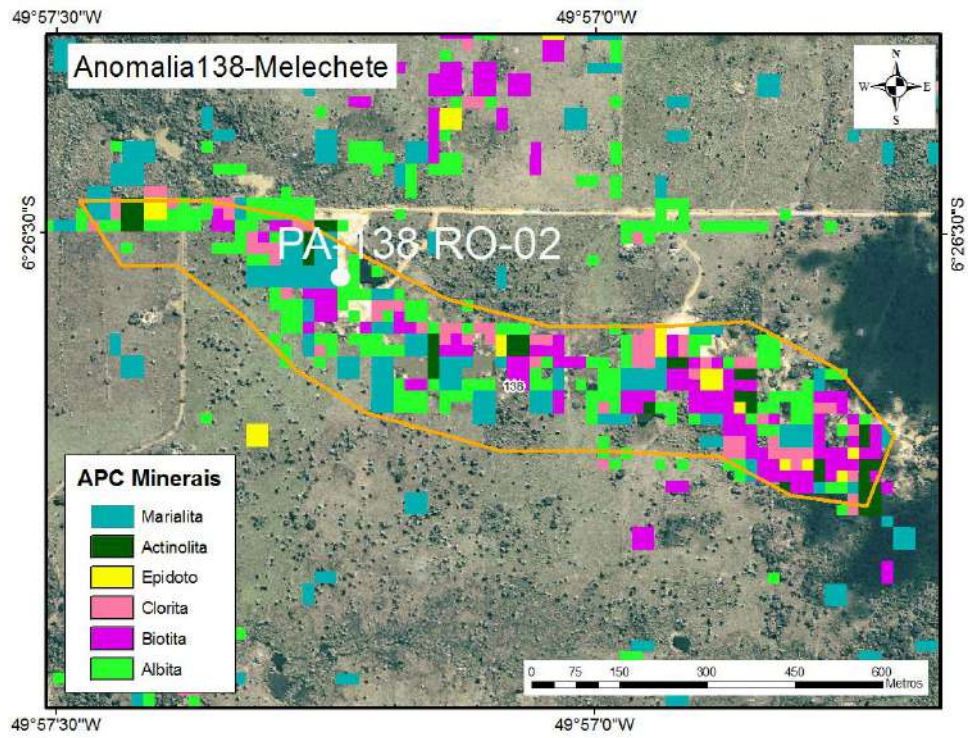 49°57'30"W
49°57'0"W
Anomalia138-Melechete
N
W
E
S
6°26'30"S
6°26'30"S
PA-138 RO-02
138
APC Minerais
Marialita
Actinolita
Epidoto
Clorita
Biotita
Albita
0 75 150 300 450 600
Metros
49°57'30"W
49°57'0"W